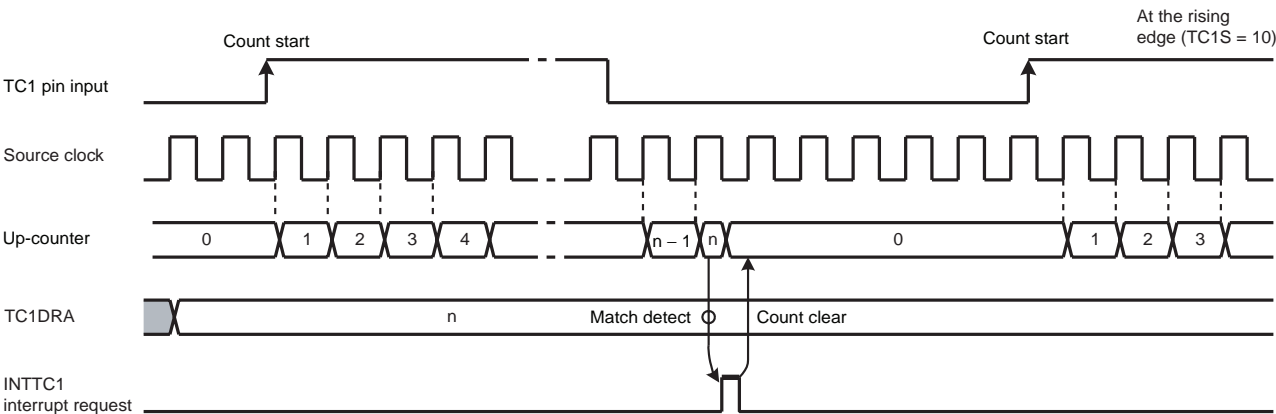 At the rising
edge (TC1S = 10)
Count start
Count start
TC1 pin input
Source clock
Up-counter
0 1 2 3 4 n – 1 n 0 1 2 3
TC1DRA
n Match detect Count clear
INTTC1
interrupt request